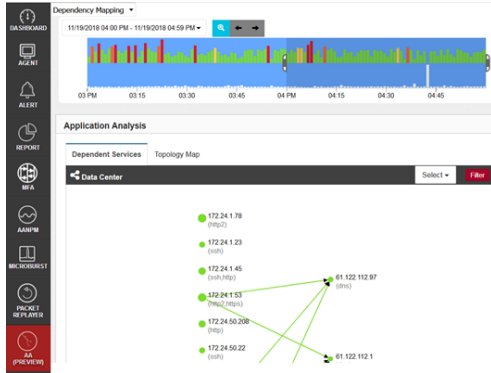 Dependency Mapping
DASHBOARD
11/19/2018 04:00 PM - 11/19/2018 04:59 PM
AGENT
ALERT
03 PM 03:15 03:30 03:45 04 PM 04:15 04:30 04:45
Application Analysis
REPORT
Dependent Services Topology Map
MFA
Data Center Select Filter
AANPM
172.24.1.78
(http2)
172.24.1.23
(ssh)
MICROBURST
172.24.1.45
(ssh,http)
61.122.112.97
(dns)
172.24.1.53
(http2,https)
PACKET
REPLAYER
172.24.50.208
(http)
172.24.50.22
(ssh)
61.122.112.1
AA
(PREVIEW)